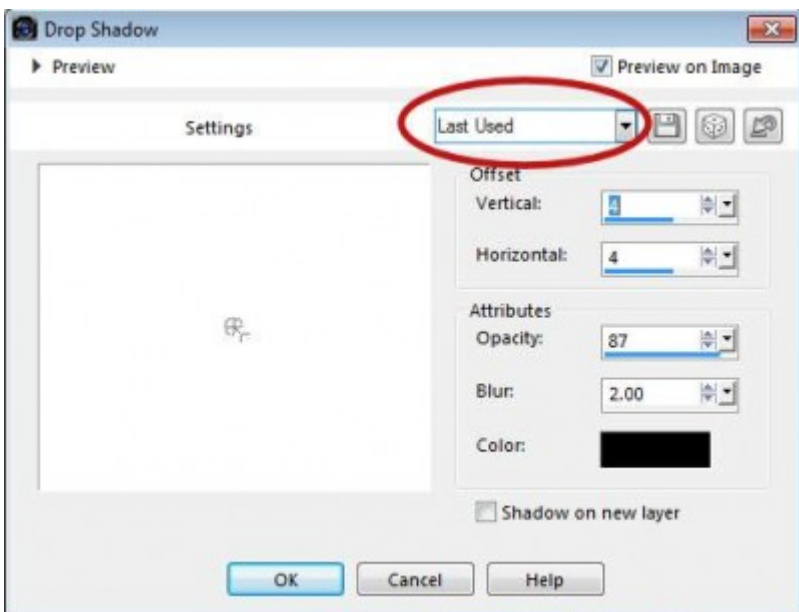 Drop Shadow
Preview
Preview on Image
Settings
Last Used
Offset
Vertical: 4
Horizontal: 4
Attributes
Opacity: 87
Blur: 2.00
Color:
Shadow on new layer
OK Cancel Help